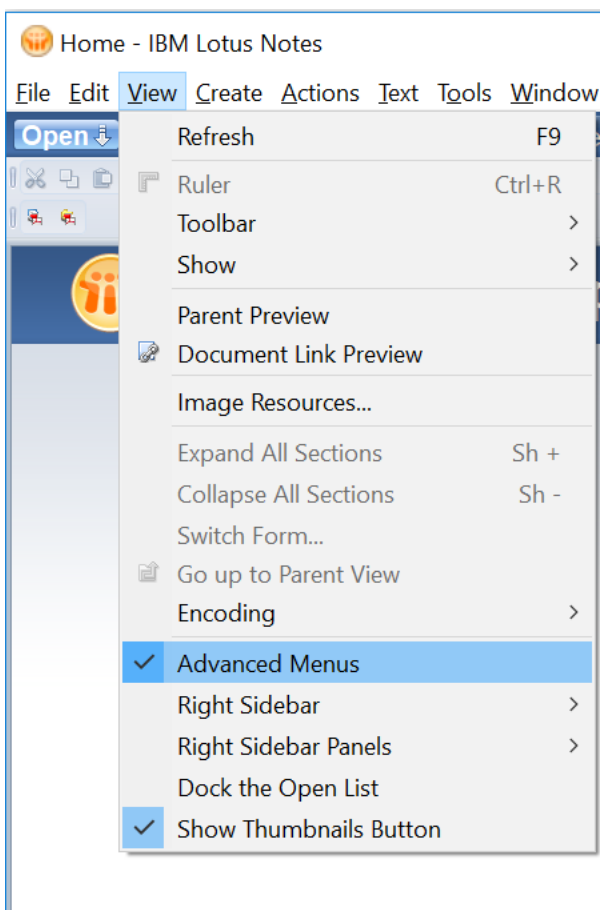 Home - IBM Lotus Notes
File Edit View Create Actions Text Tools Window
Open
Refresh F9
Ruler Ctrl+R
Toolbar
Show
Parent Preview
Document Link Preview
Image Resources...
Expand All Sections Sh +
Collapse All Sections Sh -
Switch Form...
Go up to Parent View
Encoding
Advanced Menus
Right Sidebar
Right Sidebar Panels
Dock the Open List
Show Thumbnails Button